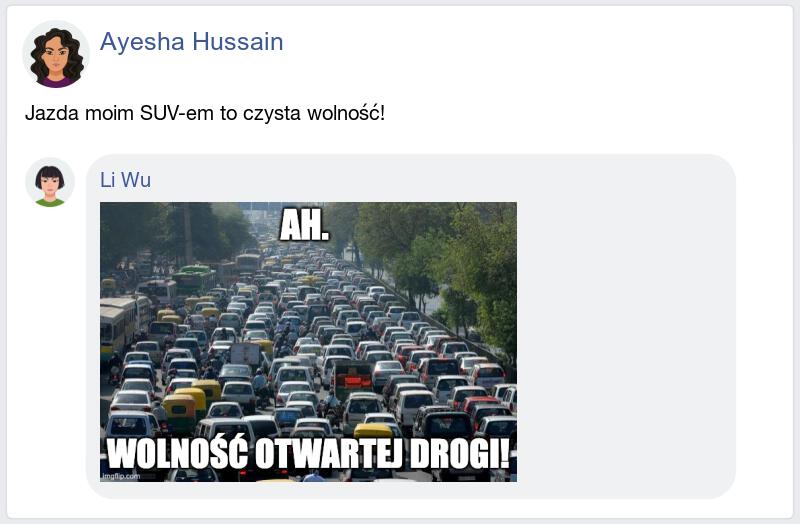 Ayesha Hussain
Jazda moim SUV-em to czysta wolność!
Li Wu
AH.
WOLNOŚĆ OTWARTEJ DROGI!
imgflip.com